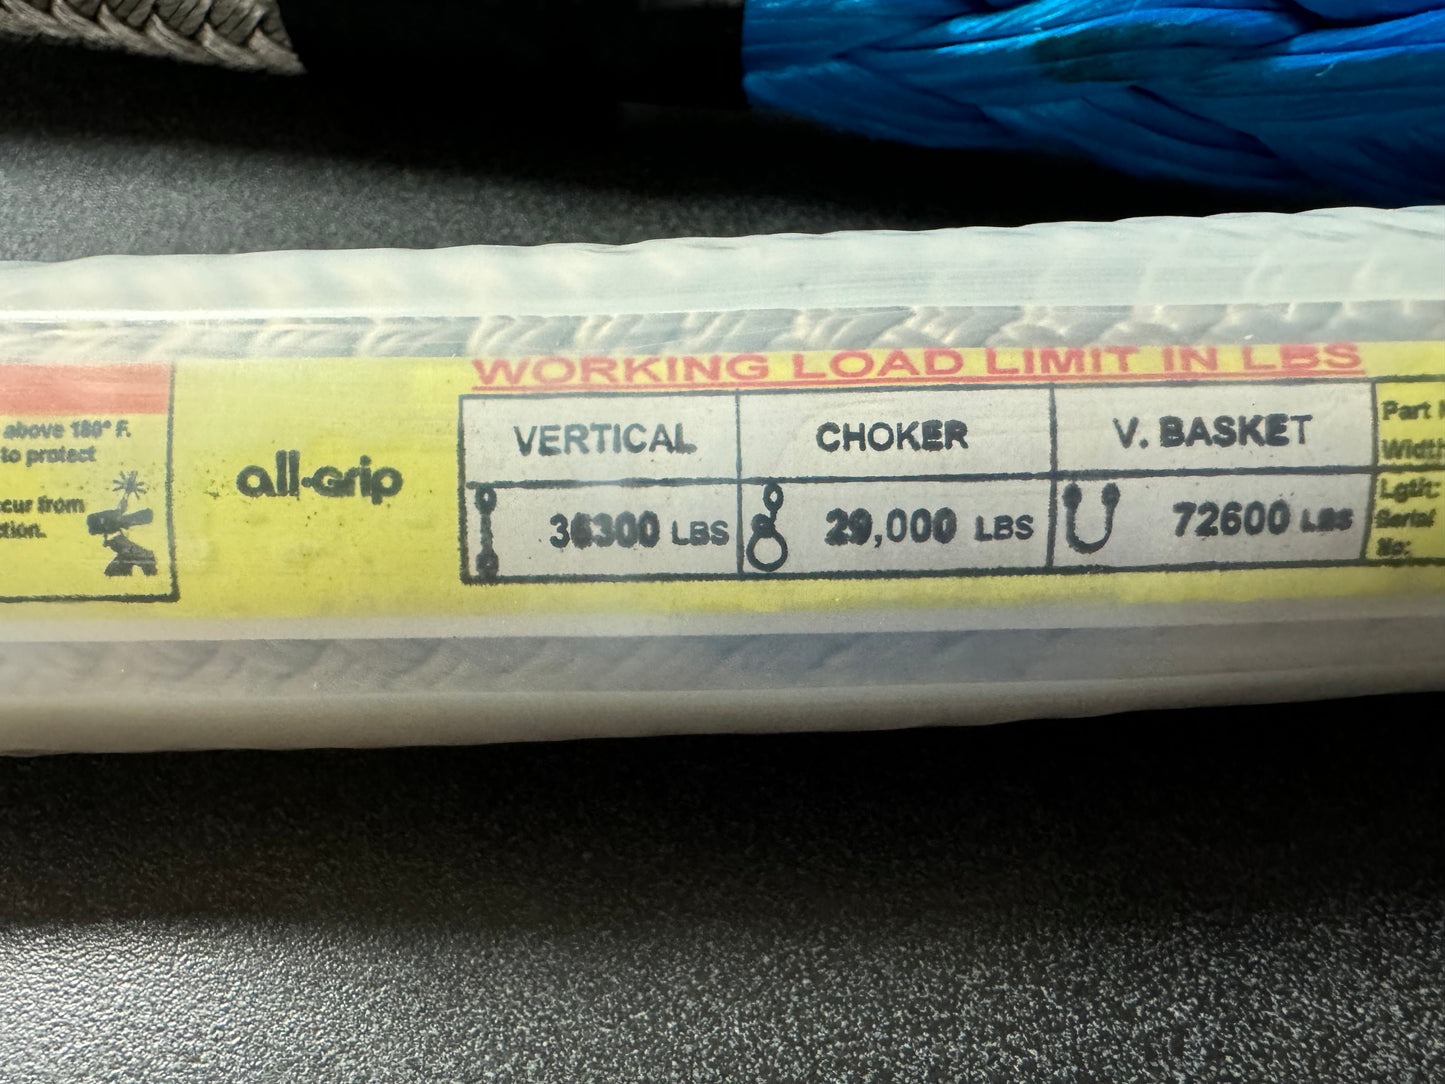 above 180° F.
to protect
cur from
ction.
all-Grip
WORKING LOAD LIMIT IN LBS
VERTICAL CHOKER V. BASKET
36300 LBS 29,000 LBS 72600 LBS
Part
Width
Lgth:
Serial
No: